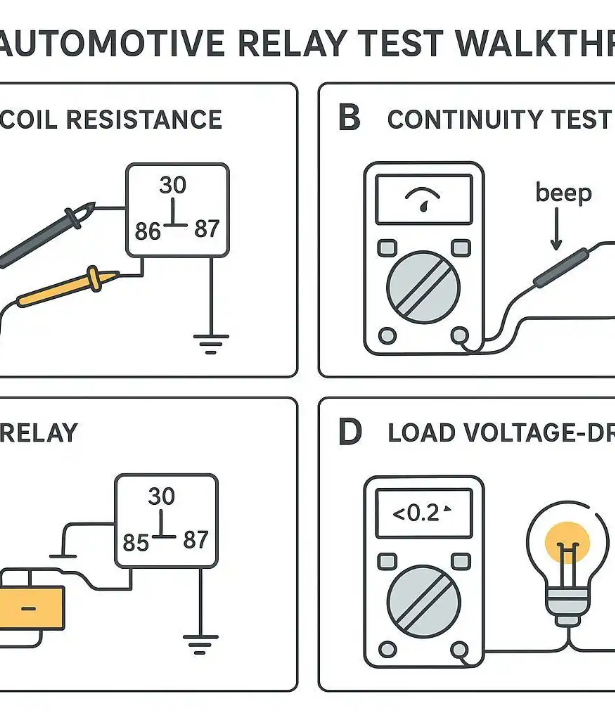 AUTOMOTIVE RELAY TEST WALKTH
COIL RESISTANCE
30
86 87
B CONTINUITY TEST
beep
RELAY
30
85 87
-
D LOAD VOLTAGE-DR
<0.2